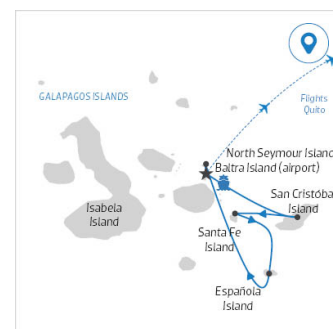 GALAPAGOS ISLANDS
Flights
Quito
North Seymour Island
Baltra Island (airport)
San Cristóba
Island
Isabela
Island
Santa Fe
Island
Española
Island